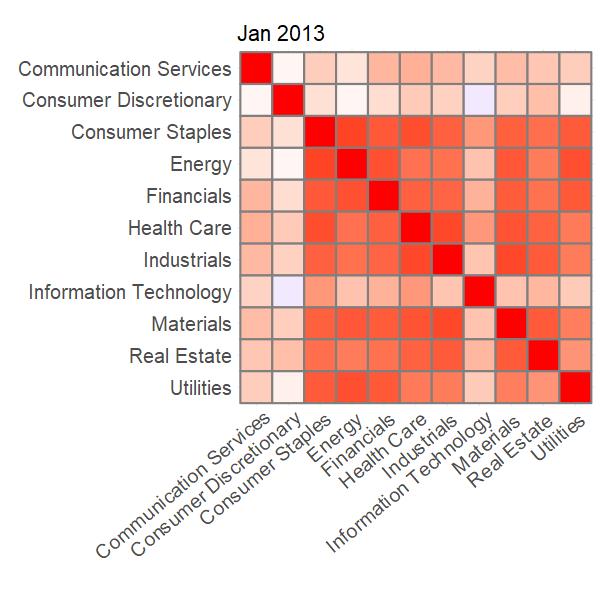 Jan 2013
Communication Services
Consumer Discretionary
Consumer Staples
Energy
Financials
Health Care
Industrials
Information Technology
Materials
Real Estate
Utilities
Communication Services
Consumer Discretionary
Consumer Staples
Energy
Financials
Health Care
Industrials
Information Technology
Materials
Real Estate
Utilities